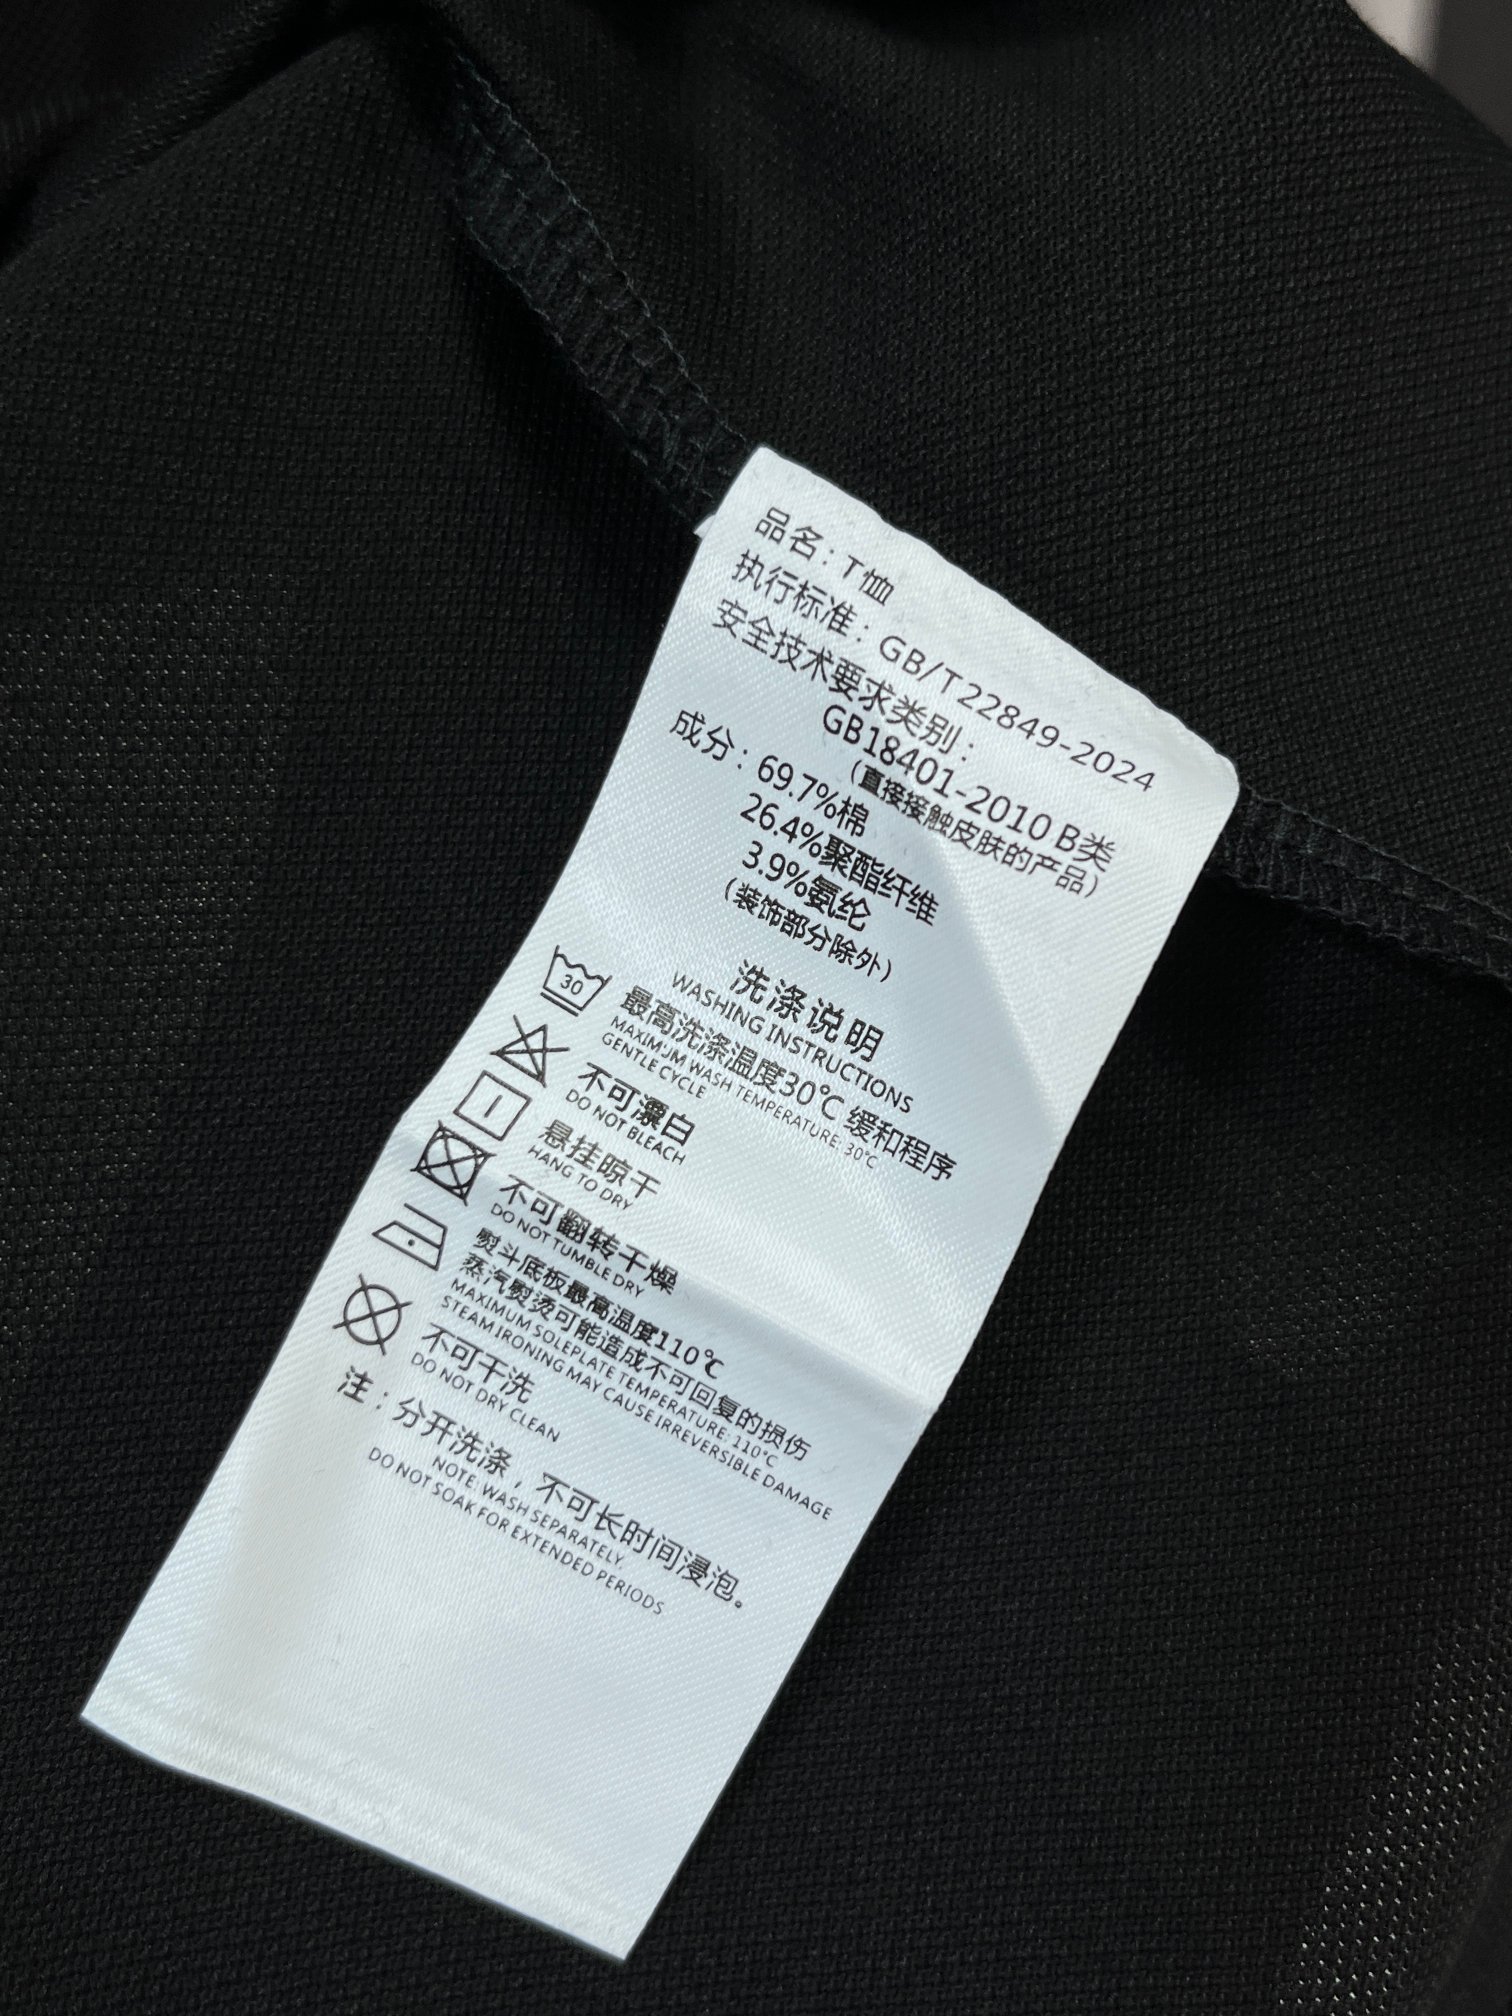 品名：T恤
执行标准：GB/T22849-2024
安全技术要求类别：
GB18401-2010 B类
（直接接触皮肤的产品）
成分：69.7%棉
26.4%聚酯纤维
3.9%氨纶
（装饰部分除外）
洗涤说明
WASHING INSTRUCTIONS
30
最高洗涤温度30℃ 缓和程序
MAXIMJM WASH TEMPERATURE: 30℃
GENTLE CYCLE
不可漂白
DO NOT BLEACH
悬挂晾干
HANG TO DRY
不可翻转干燥
DO NOT TUMBLE DRY
熨斗底板最高温度110℃
蒸汽熨烫可能造成不可回复的损伤
MAXIMUM SOLEPLATE TEMPERATURE: 110℃
STEAM IRONING MAY CAUSE IRREVERSIBLE DAMAGE
不可干洗
DO NOT DRY CLEAN
注：分开洗涤，不可长时间浸泡。
NOTE: WASH SEPARATELY.
DO NOT SOAK FOR EXTENDED PERIODS